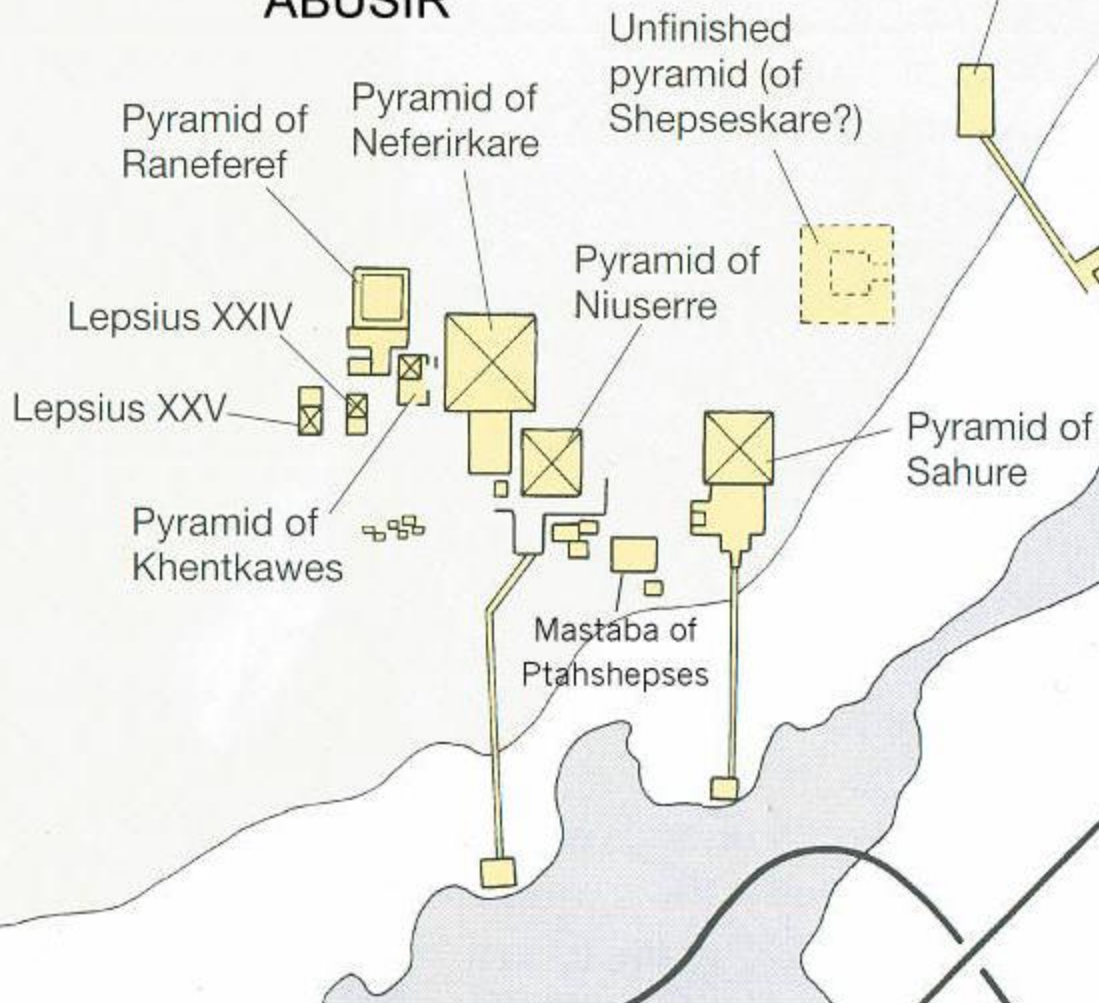 ABUSIR
Unfinished
pyramid (of
Shepseskare?)
Pyramid of
Neferirkare
Pyramid of
Raneferef
Pyramid of
Niuserre
Lepsius XXIV
Lepsius XXV
Pyramid of
Sahure
Pyramid of
Khentkawes
Mastaba of
Ptahshepses